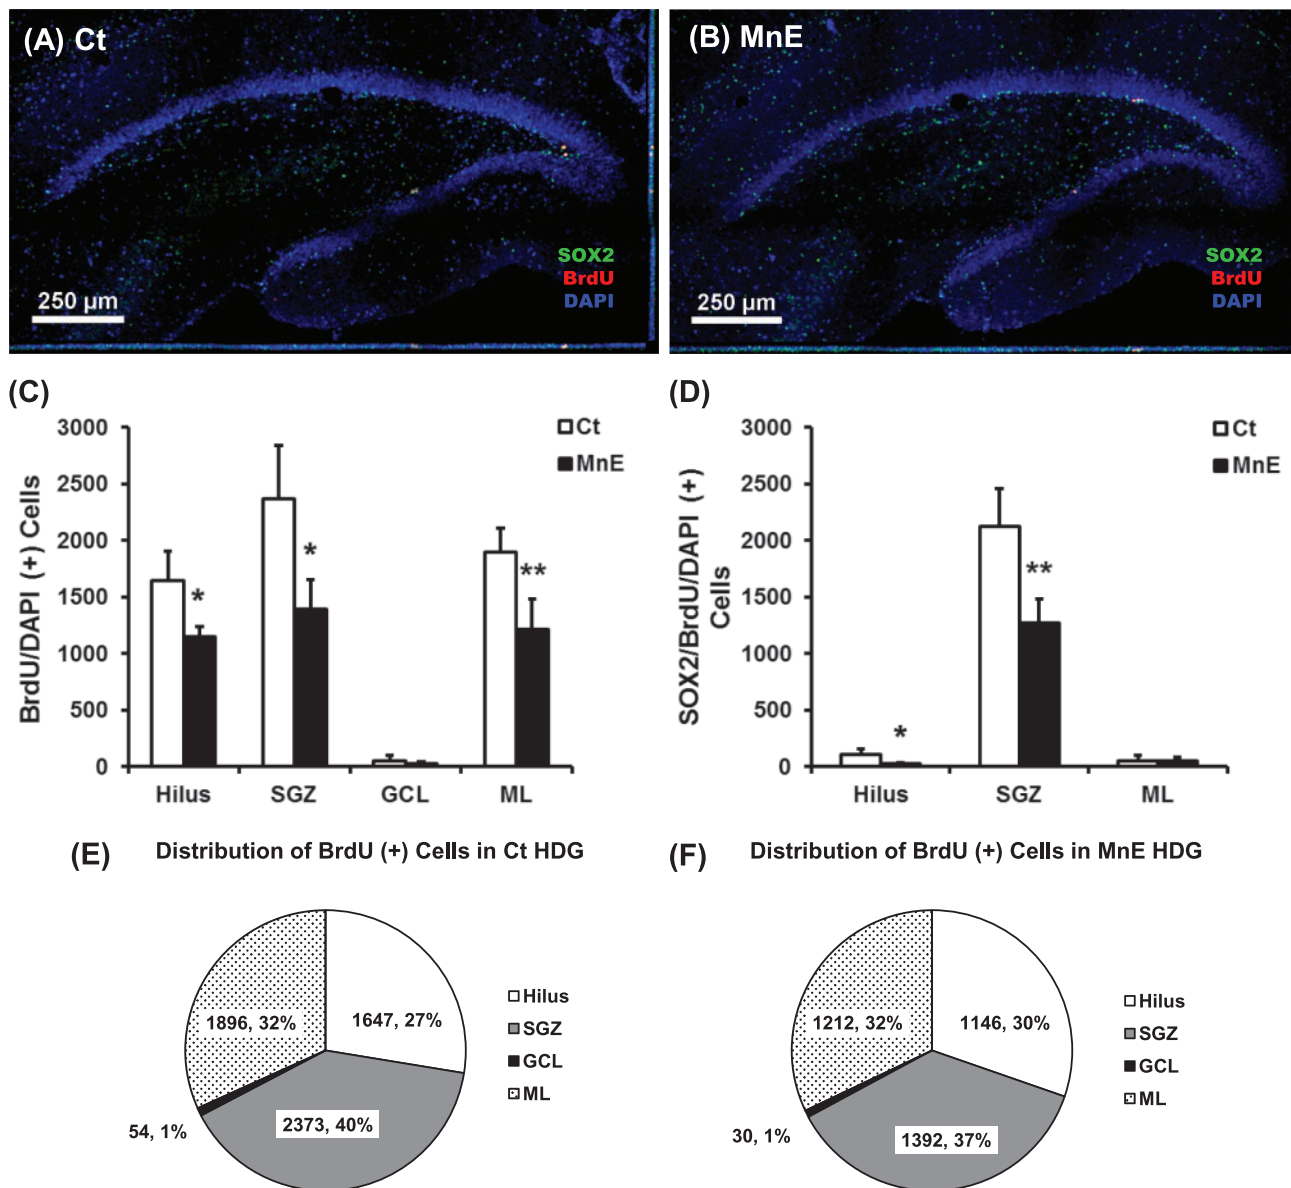 (A) Ct
SOX2
BrdU
DAPI
250 µm
(B) MnE
SOX2
BrdU
DAPI
250 µm
(C)
BrdU/DAPI (+) Cells
3000
2500
2000
1500
1000
500
0
Ct
MnE
*
*
**
Hilus SGZ GCL ML
(D)
SOX2/BrdU/DAPI (+)
Cells
3000
2500
2000
1500
1000
500
0
Ct
MnE
*
**
Hilus SGZ ML
(E) Distribution of BrdU (+) Cells in Ct HDG
1896, 32%
1647, 27%
54, 1%
2373, 40%
Hilus
SGZ
GCL
ML
(F) Distribution of BrdU (+) Cells in MnE HDG
1212, 32%
1146, 30%
30, 1%
1392, 37%
Hilus
SGZ
GCL
ML